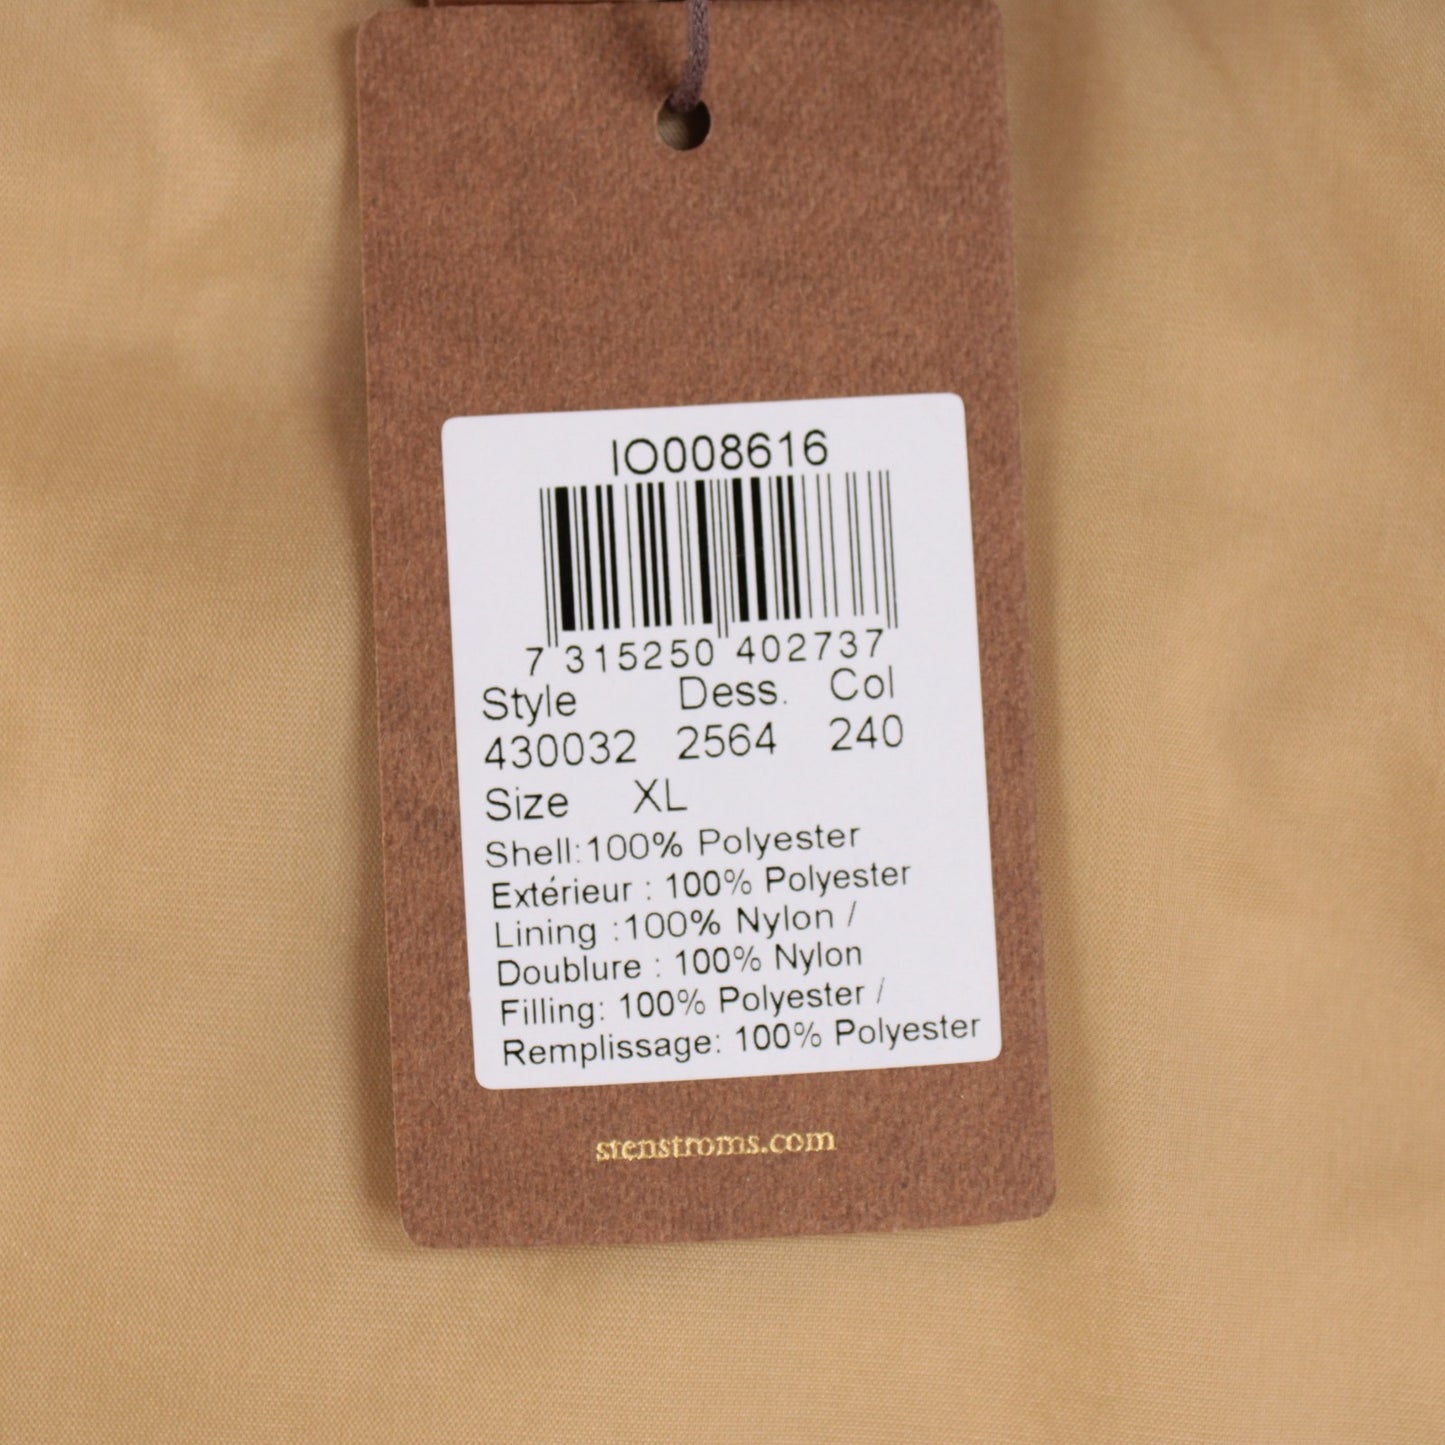 IO008616
7 315250 402737
Style Dess. Col
430032 2564 240
Size XL
Shell:100% Polyester
Extérieur : 100% Polyester
Lining :100% Nylon /
Doublure : 100% Nylon
Filling: 100% Polyester /
Remplissage: 100% Polyester
stenstroms.com